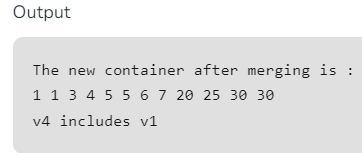 Output
The new container after merging is :
1 1 3 4 5 5 6 7 20 25 30 30
v4 includes v1